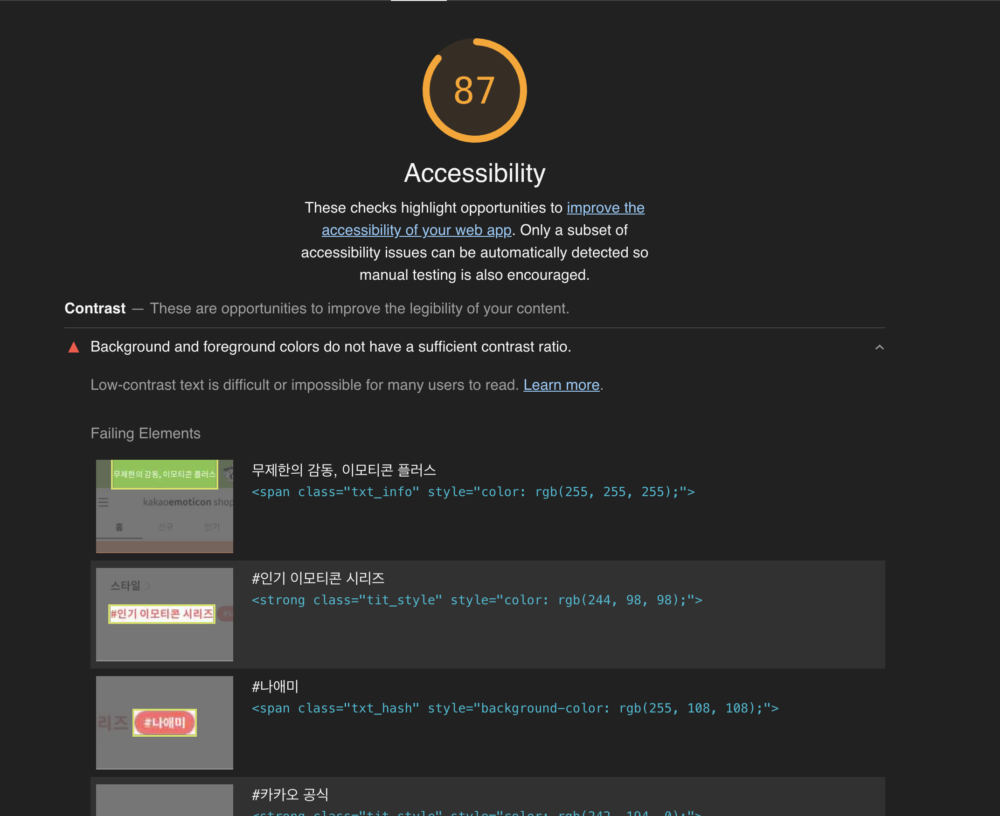 87
Accessibility
These checks highlight opportunities to improve the
accessibility of your web app. Only a subset of
accessibility issues can be automatically detected so
manual testing is also encouraged.
Contrast — These are opportunities to improve the legibility of your content.
Background and foreground colors do not have a sufficient contrast ratio.
Low-contrast text is difficult or impossible for many users to read. Learn more.
Failing Elements
무제한의 감동, 이모티콘 플러스
kakaoemoticon shop
홈 신규 인기
무제한의 감동, 이모티콘 플러스
<span class="txt_info" style="color: rgb(255, 255, 255);">
스타일
#인기 이모티콘 시리즈
#인기 이모티콘 시리즈
<strong class="tit_style" style="color: rgb(244, 98, 98);">
리즈 #나애미
#나애미
<span class="txt_hash" style="background-color: rgb(255, 108, 108);">
#카카오 공식
<strong class="tit_style" style="color: rgb(242, 194, 0);">